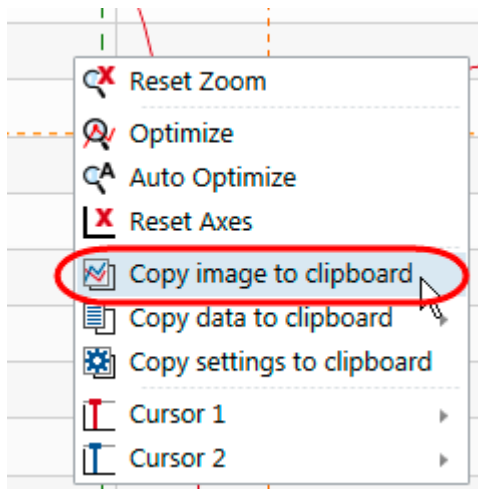 Reset Zoom
Optimize
Auto Optimize
Reset Axes
Copy image to clipboard
Copy data to clipboard
Copy settings to clipboard
Cursor 1
Cursor 2